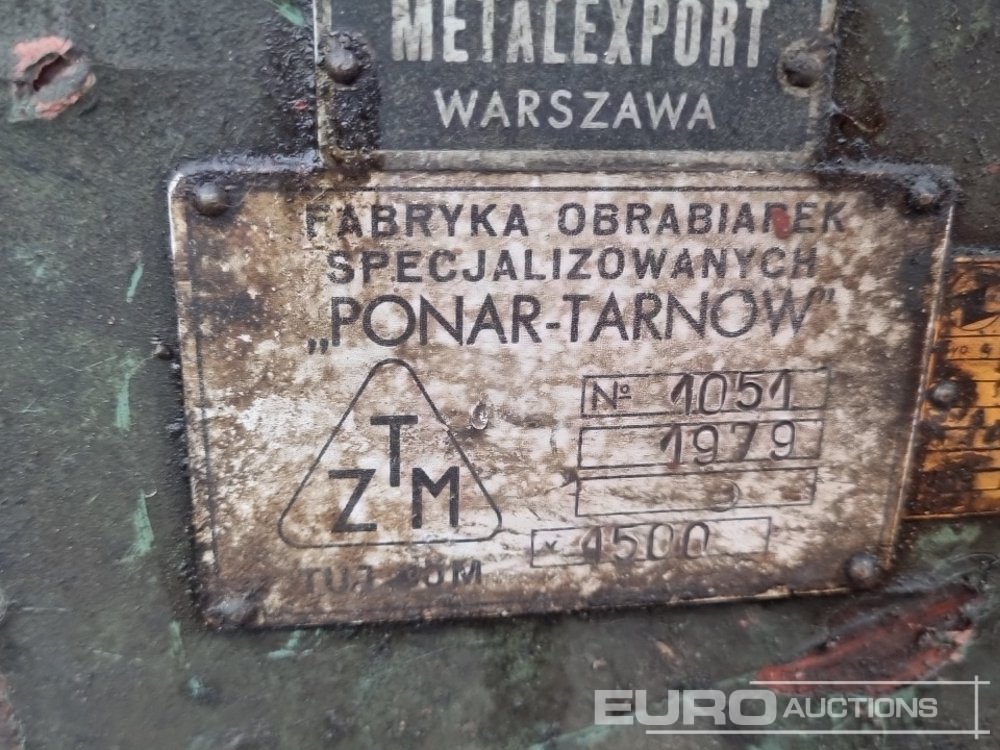 METALEXPORT
WARSZAWA
FABRYKA OBRABIAREK
SPECJALIZOWANYCH
„PONAR-TARNOW”
ZTM
№ 1051
1979
1500
EURO AUCTIONS